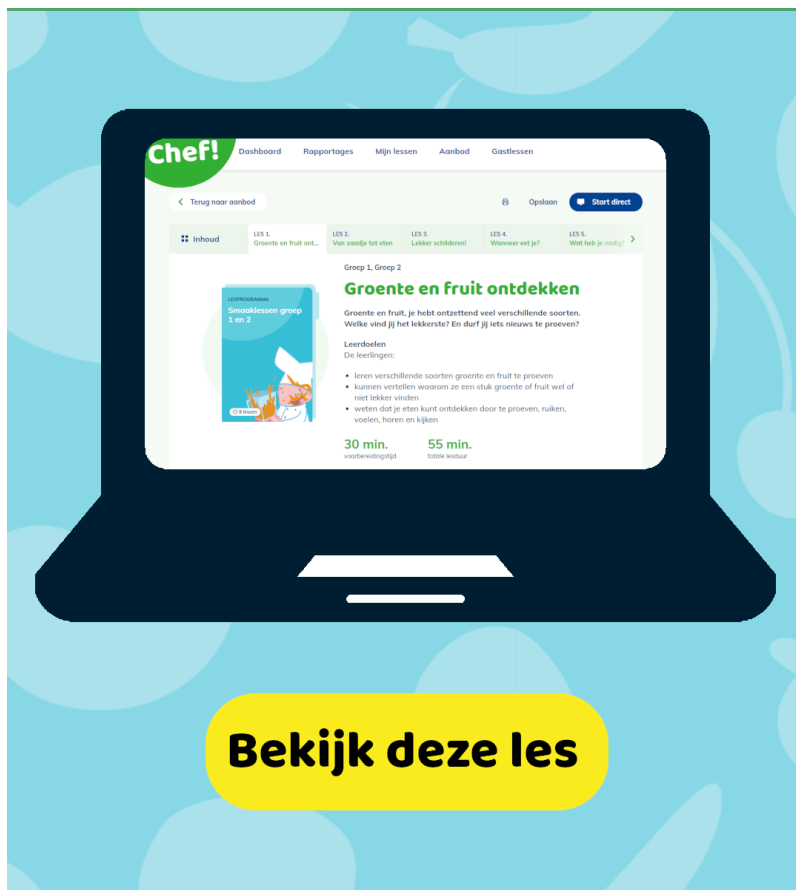 Chef!
Dashboard Rapportages Mijn lessen Aanbod Gastlessen
Terug naar aanbod Opslaan Start direct
Inhoud
LES 1.
Groente en fruit ont...
LES 2.
Van zaadje tot eten
LES 3.
Lekker schilderen!
LES 4.
Wanneer eet je?
LES 5.
Wat heb je nodig?
LESPROGRAMMA
Smaaklessen groep
1 en 2
9 lessen
Groep 1, Groep 2
Groente en fruit ontdekken
Groente en fruit, je hebt ontzettend veel verschillende soorten.
Welke vind jij het lekkerste? En durf jij iets nieuws te proeven?
Leerdoelen
De leerlingen:
• leren verschillende soorten groente en fruit te proeven
• kunnen vertellen waarom ze een stuk groente of fruit wel of
niet lekker vinden
• weten dat je eten kunt ontdekken door te proeven, ruiken,
voelen, horen en kijken
30 min. 55 min.
voorbereidingstijd totale lesduur
Bekijk deze les